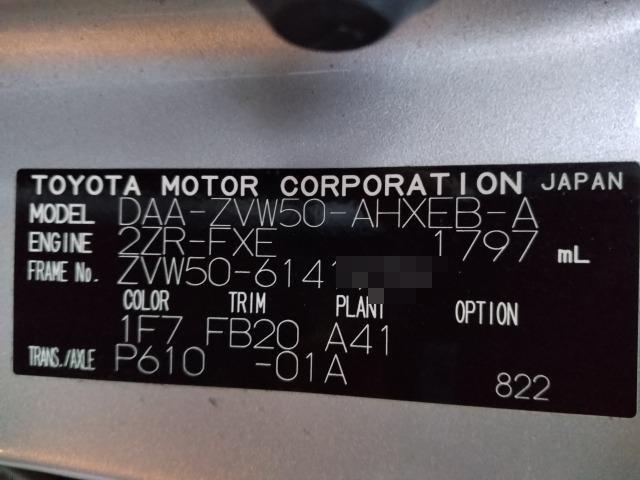 TOYOTA MOTOR CORPORATION JAPAN
MODEL DAA-ZVW50-AHXEB-A
ENGINE 2ZR-FXE 1797 mL
FRAME No. ZVW50-6141
COLOR TRIM PLANT OPTION
1F7 FB20 A41
TRANS./AXLE P610 -01A
822